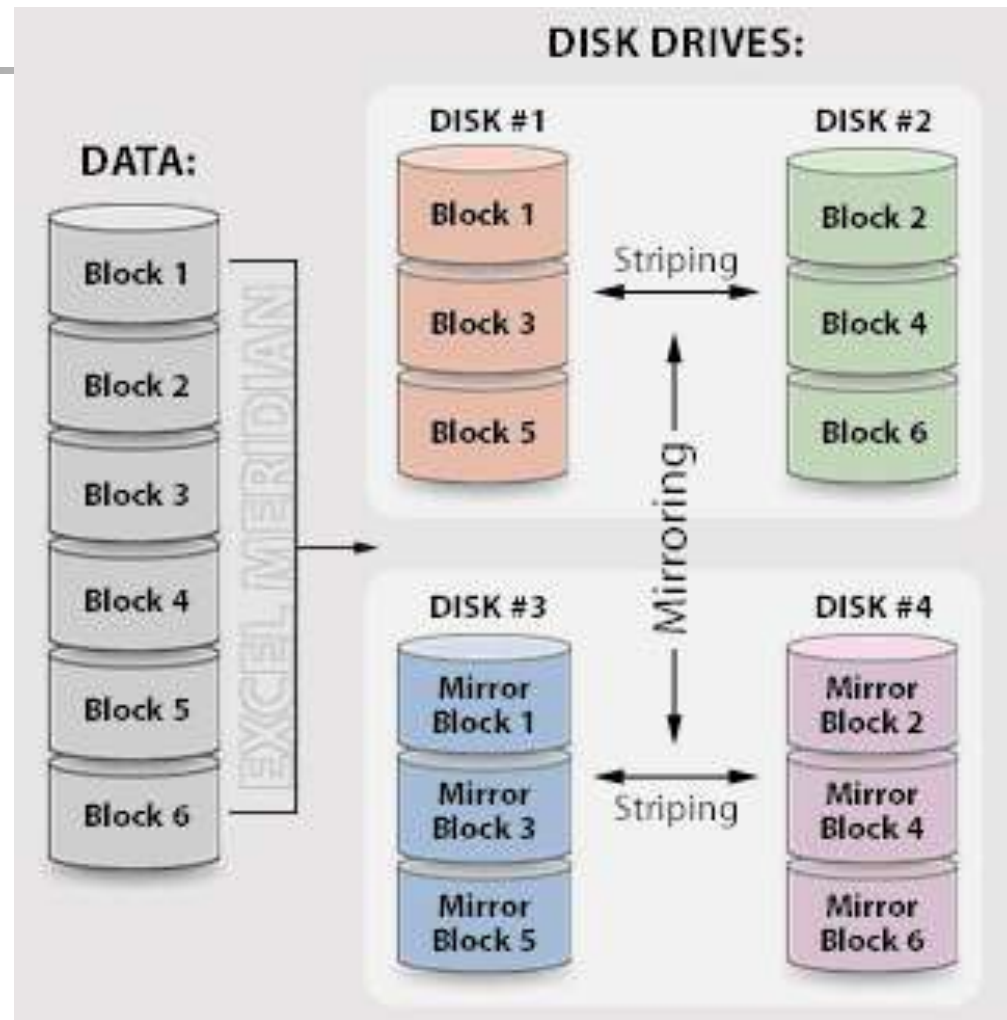 DISK DRIVES:
DATA:
Block 1
Block 2
Block 3
Block 4
Block 5
Block 6
EXCEL MERIDIAN
DISK #1
Block 1
Block 3
Block 5
Striping
DISK #2
Block 2
Block 4
Block 6
Mirroring
DISK #3
Mirror
Block 1
Mirror
Block 3
Mirror
Block 5
Striping
DISK #4
Mirror
Block 2
Mirror
Block 4
Mirror
Block 6